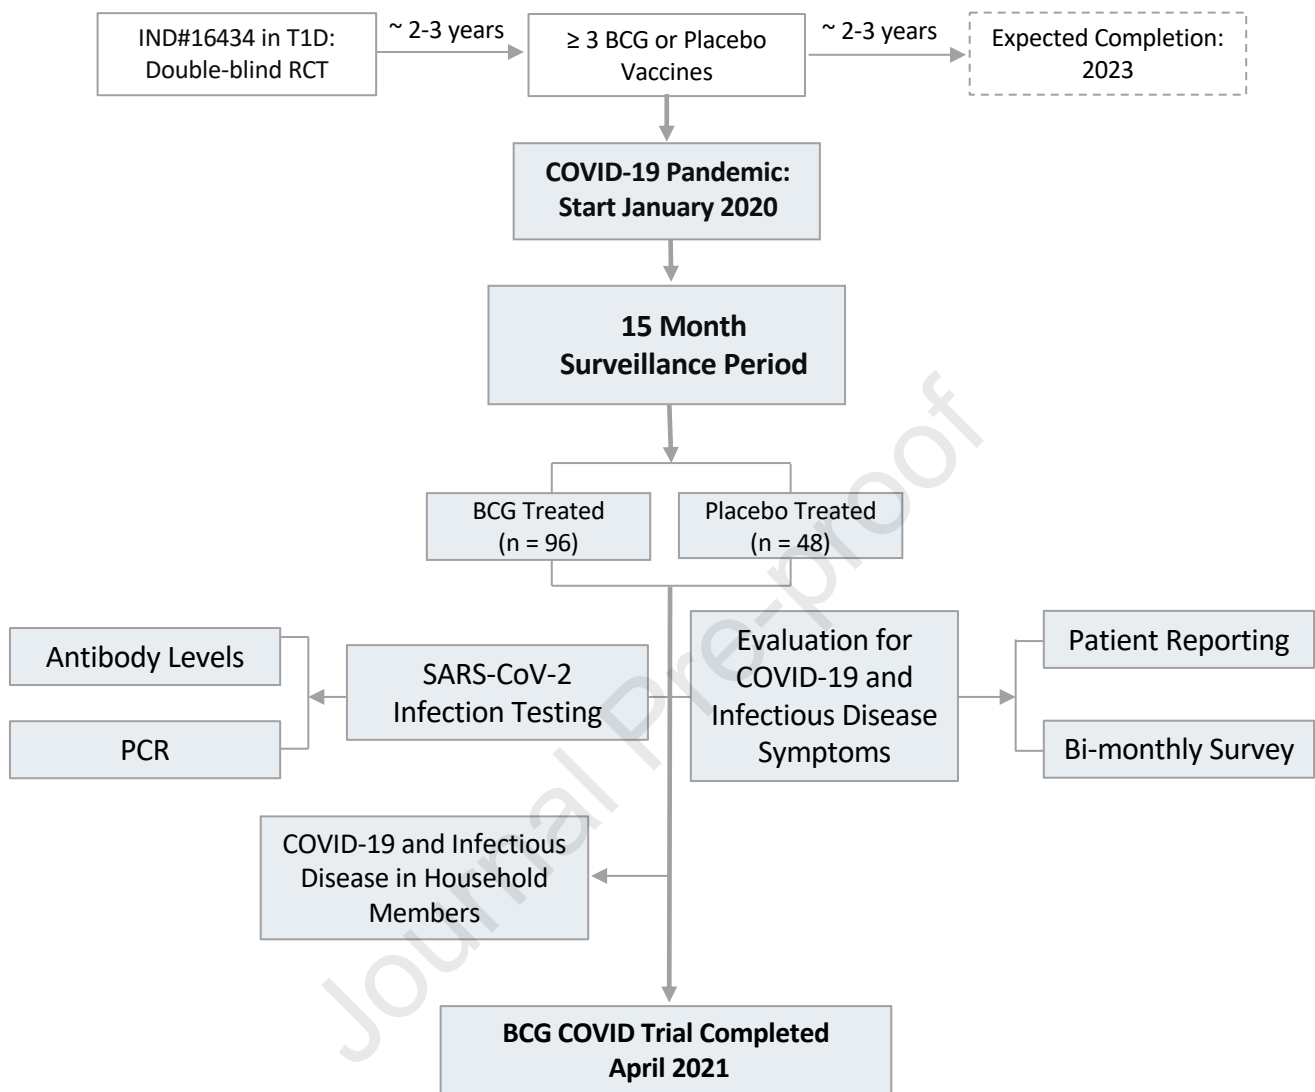 IND#16434 in T1D:
Double-blind RCT
~ 2-3 years
≥ 3 BCG or Placebo
Vaccines
~ 2-3 years
Expected Completion:
2023
COVID-19 Pandemic:
Start January 2020
15 Month
Surveillance Period
BCG Treated
(n = 96)
Placebo Treated
(n = 48)
Antibody Levels
PCR
SARS-CoV-2
Infection Testing
Evaluation for
COVID-19 and
Infectious Disease
Symptoms
Patient Reporting
Bi-monthly Survey
COVID-19 and Infectious
Disease in Household
Members
BCG COVID Trial Completed
April 2021
Journal Pre-proof